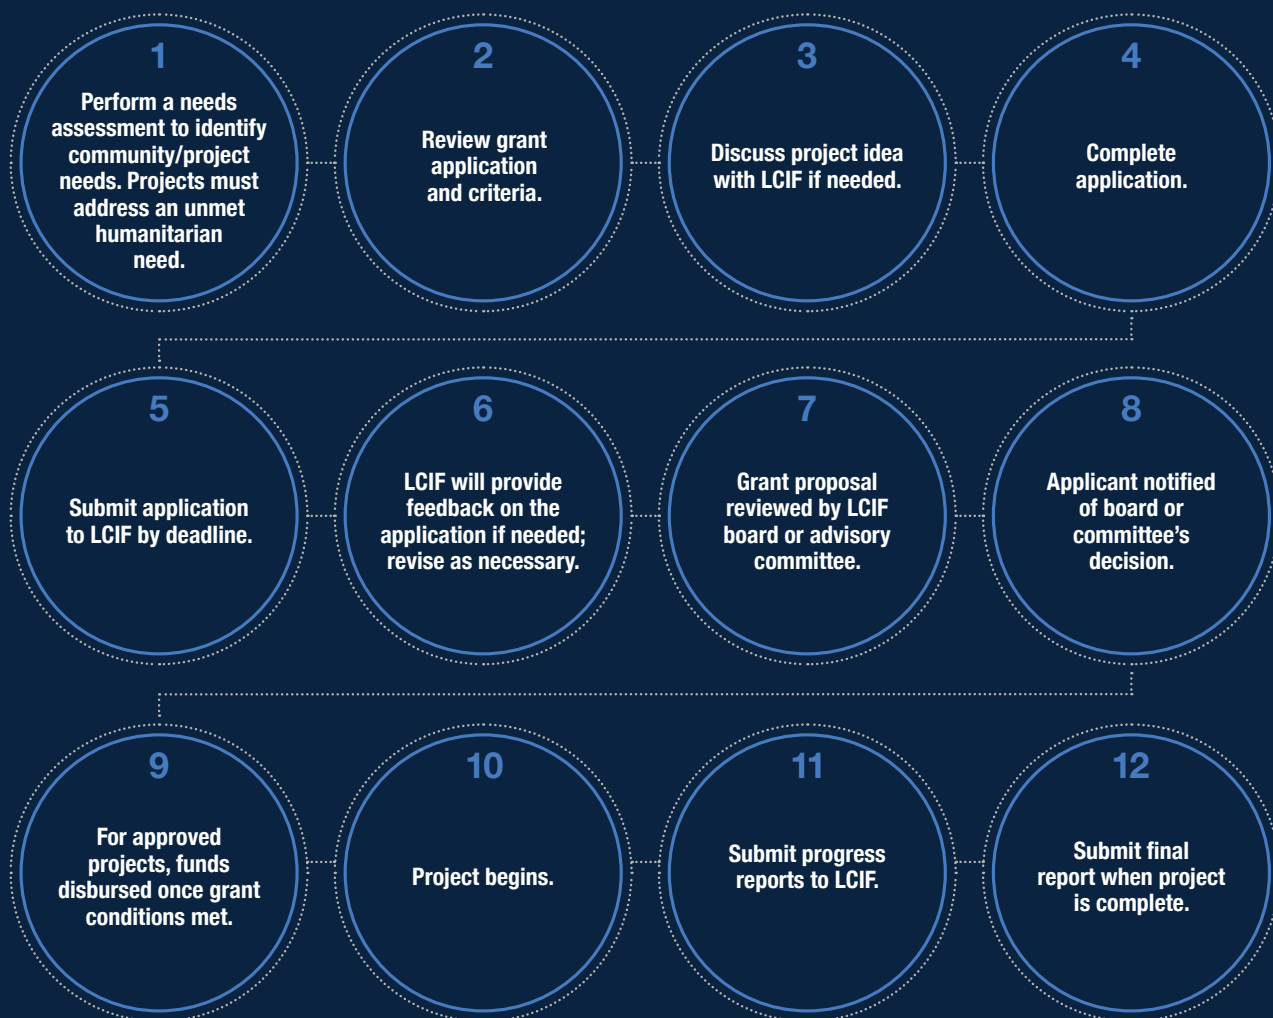 1
Perform a needs
assessment to identify
community/project
needs. Projects must
address an unmet
humanitarian
need.
2
Review grant
application
and criteria.
3
Discuss project idea
with LCIF if needed.
4
Complete
application.
5
Submit application
to LCIF by deadline.
6
LCIF will provide
feedback on the
application if needed;
revise as necessary.
7
Grant proposal
reviewed by LCIF
board or advisory
committee.
8
Applicant notified
of board or
committee’s
decision.
9
For approved
projects, funds
disbursed once grant
conditions met.
10
Project begins.
11
Submit progress
reports to LCIF.
12
Submit final
report when project
is complete.